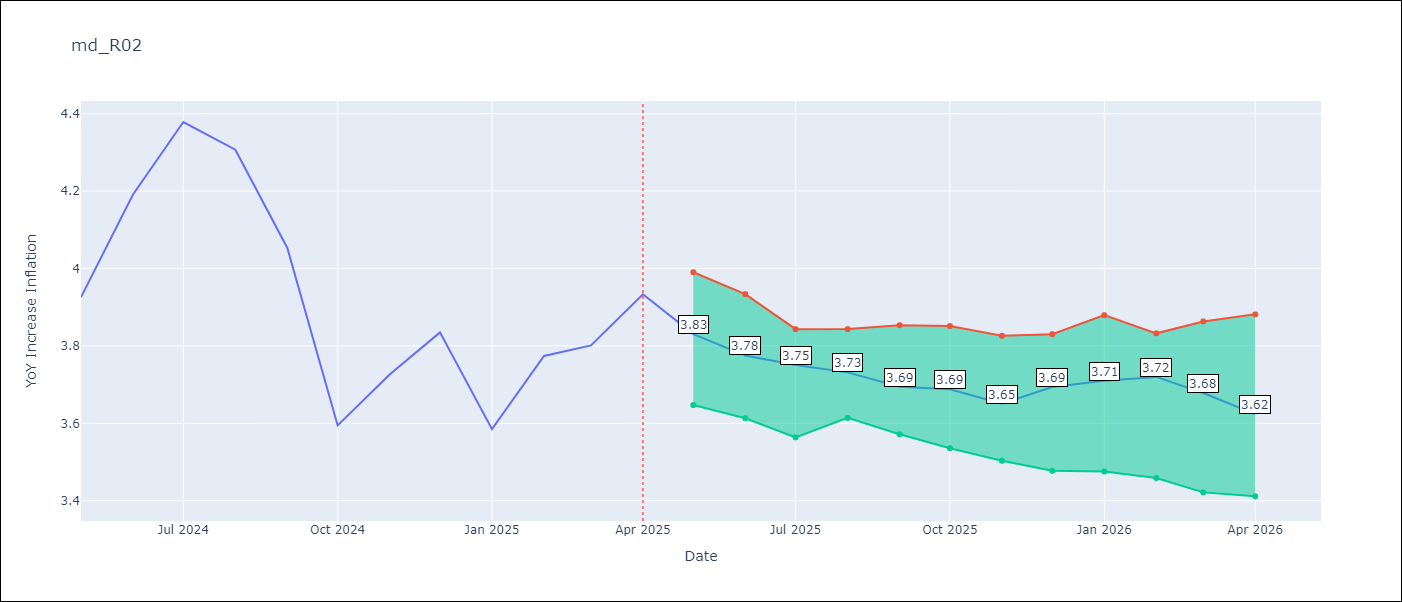 md_R02
YoY Increase Inflation
4.4
4.2
4
3.8
3.6
3.4
3.83
3.78
3.75
3.73
3.69
3.69
3.65
3.69
3.71
3.72
3.68
3.62
Jul 2024
Oct 2024
Jan 2025
Apr 2025
Jul 2025
Oct 2025
Jan 2026
Apr 2026
Date